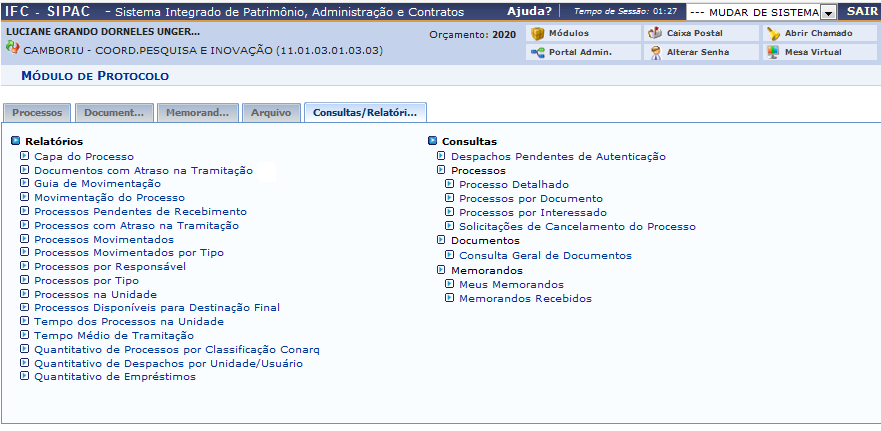 IFC - SIPAC - Sistema Integrado de Patrimônio, Administração e Contratos Ajuda? Tempo de Sessão: 01:27 --- MUDAR DE SISTEMA SAIR
LUCIANE GRANDO DORNELES UNGER... Orçamento: 2020 Módulos Caixa Postal Abrir Chamado
CAMBORIU - COORD.PESQUISA E INOVAÇÃO (11.01.03.01.03.03) Portal Admin. Alterar Senha Mesa Virtual
MÓDULO DE PROTOCOLO
Processos Document... Memorand... Arquivo Consultas/Relatóri...
Relatórios
Capa do Processo
Documentos com Atraso na Tramitação
Guia de Movimentação
Movimentação do Processo
Processos Pendentes de Recebimento
Processos com Atraso na Tramitação
Processos Movimentados
Processos Movimentados por Tipo
Processos por Responsável
Processos por Tipo
Processos na Unidade
Processos Disponíveis para Destinação Final
Tempo dos Processos na Unidade
Tempo Médio de Tramitação
Quantitativo de Processos por Classificação Conarq
Quantitativo de Despachos por Unidade/Usuário
Quantitativo de Empréstimos
Consultas
Despachos Pendentes de Autenticação
Processos
Processo Detalhado
Processos por Documento
Processos por Interessado
Solicitações de Cancelamento do Processo
Documentos
Consulta Geral de Documentos
Memorandos
Meus Memorandos
Memorandos Recebidos